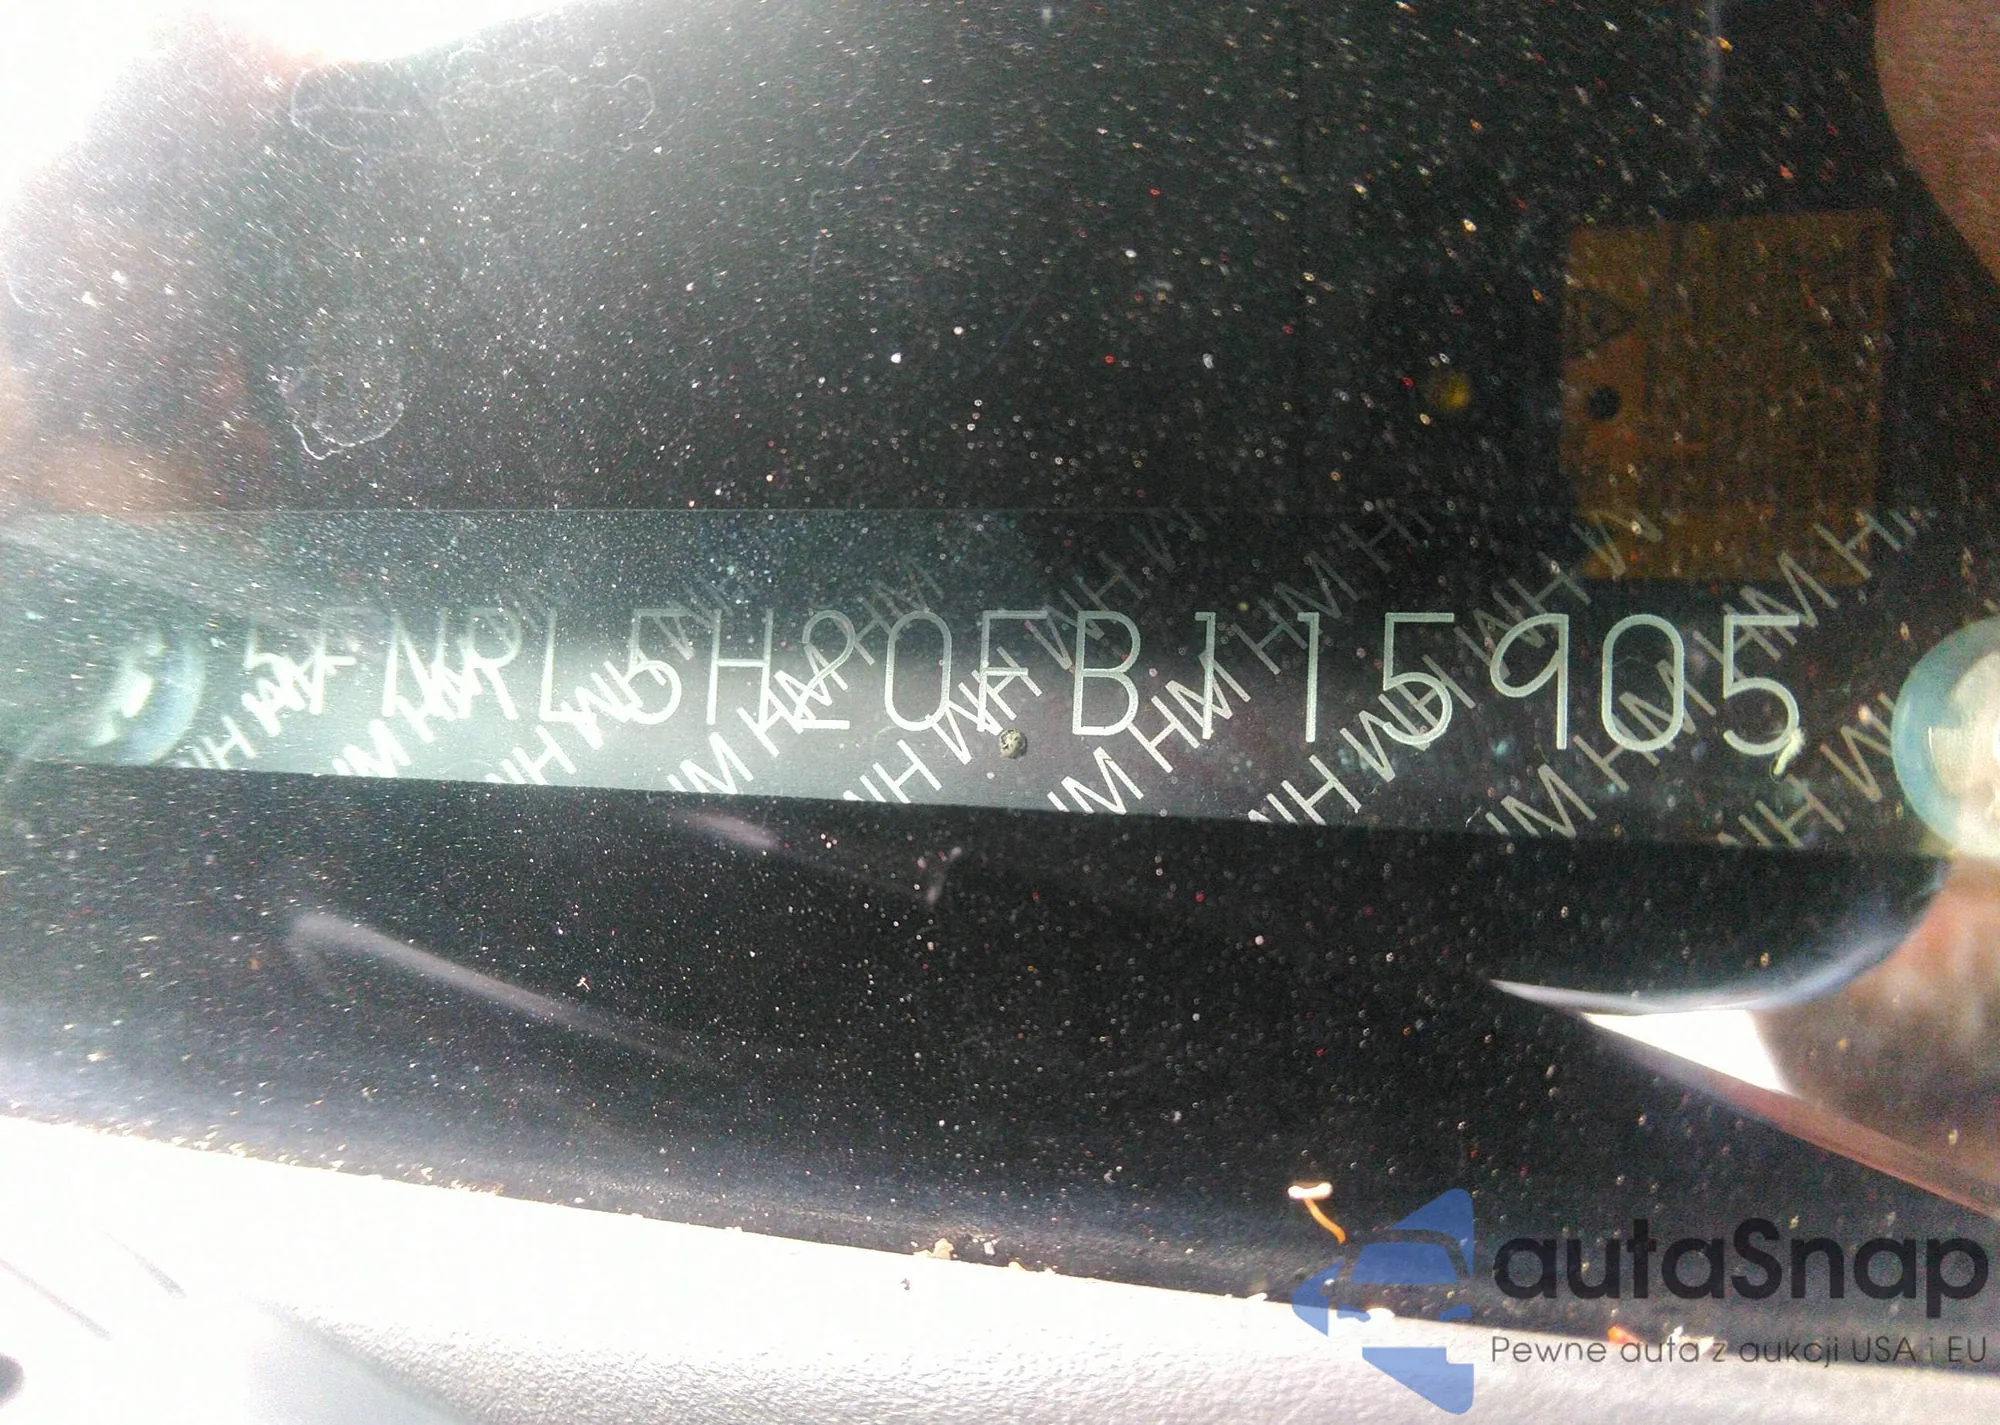 5FNRL5H20FB115905
autaSnap
Pewne auta z aukcji USA i EU